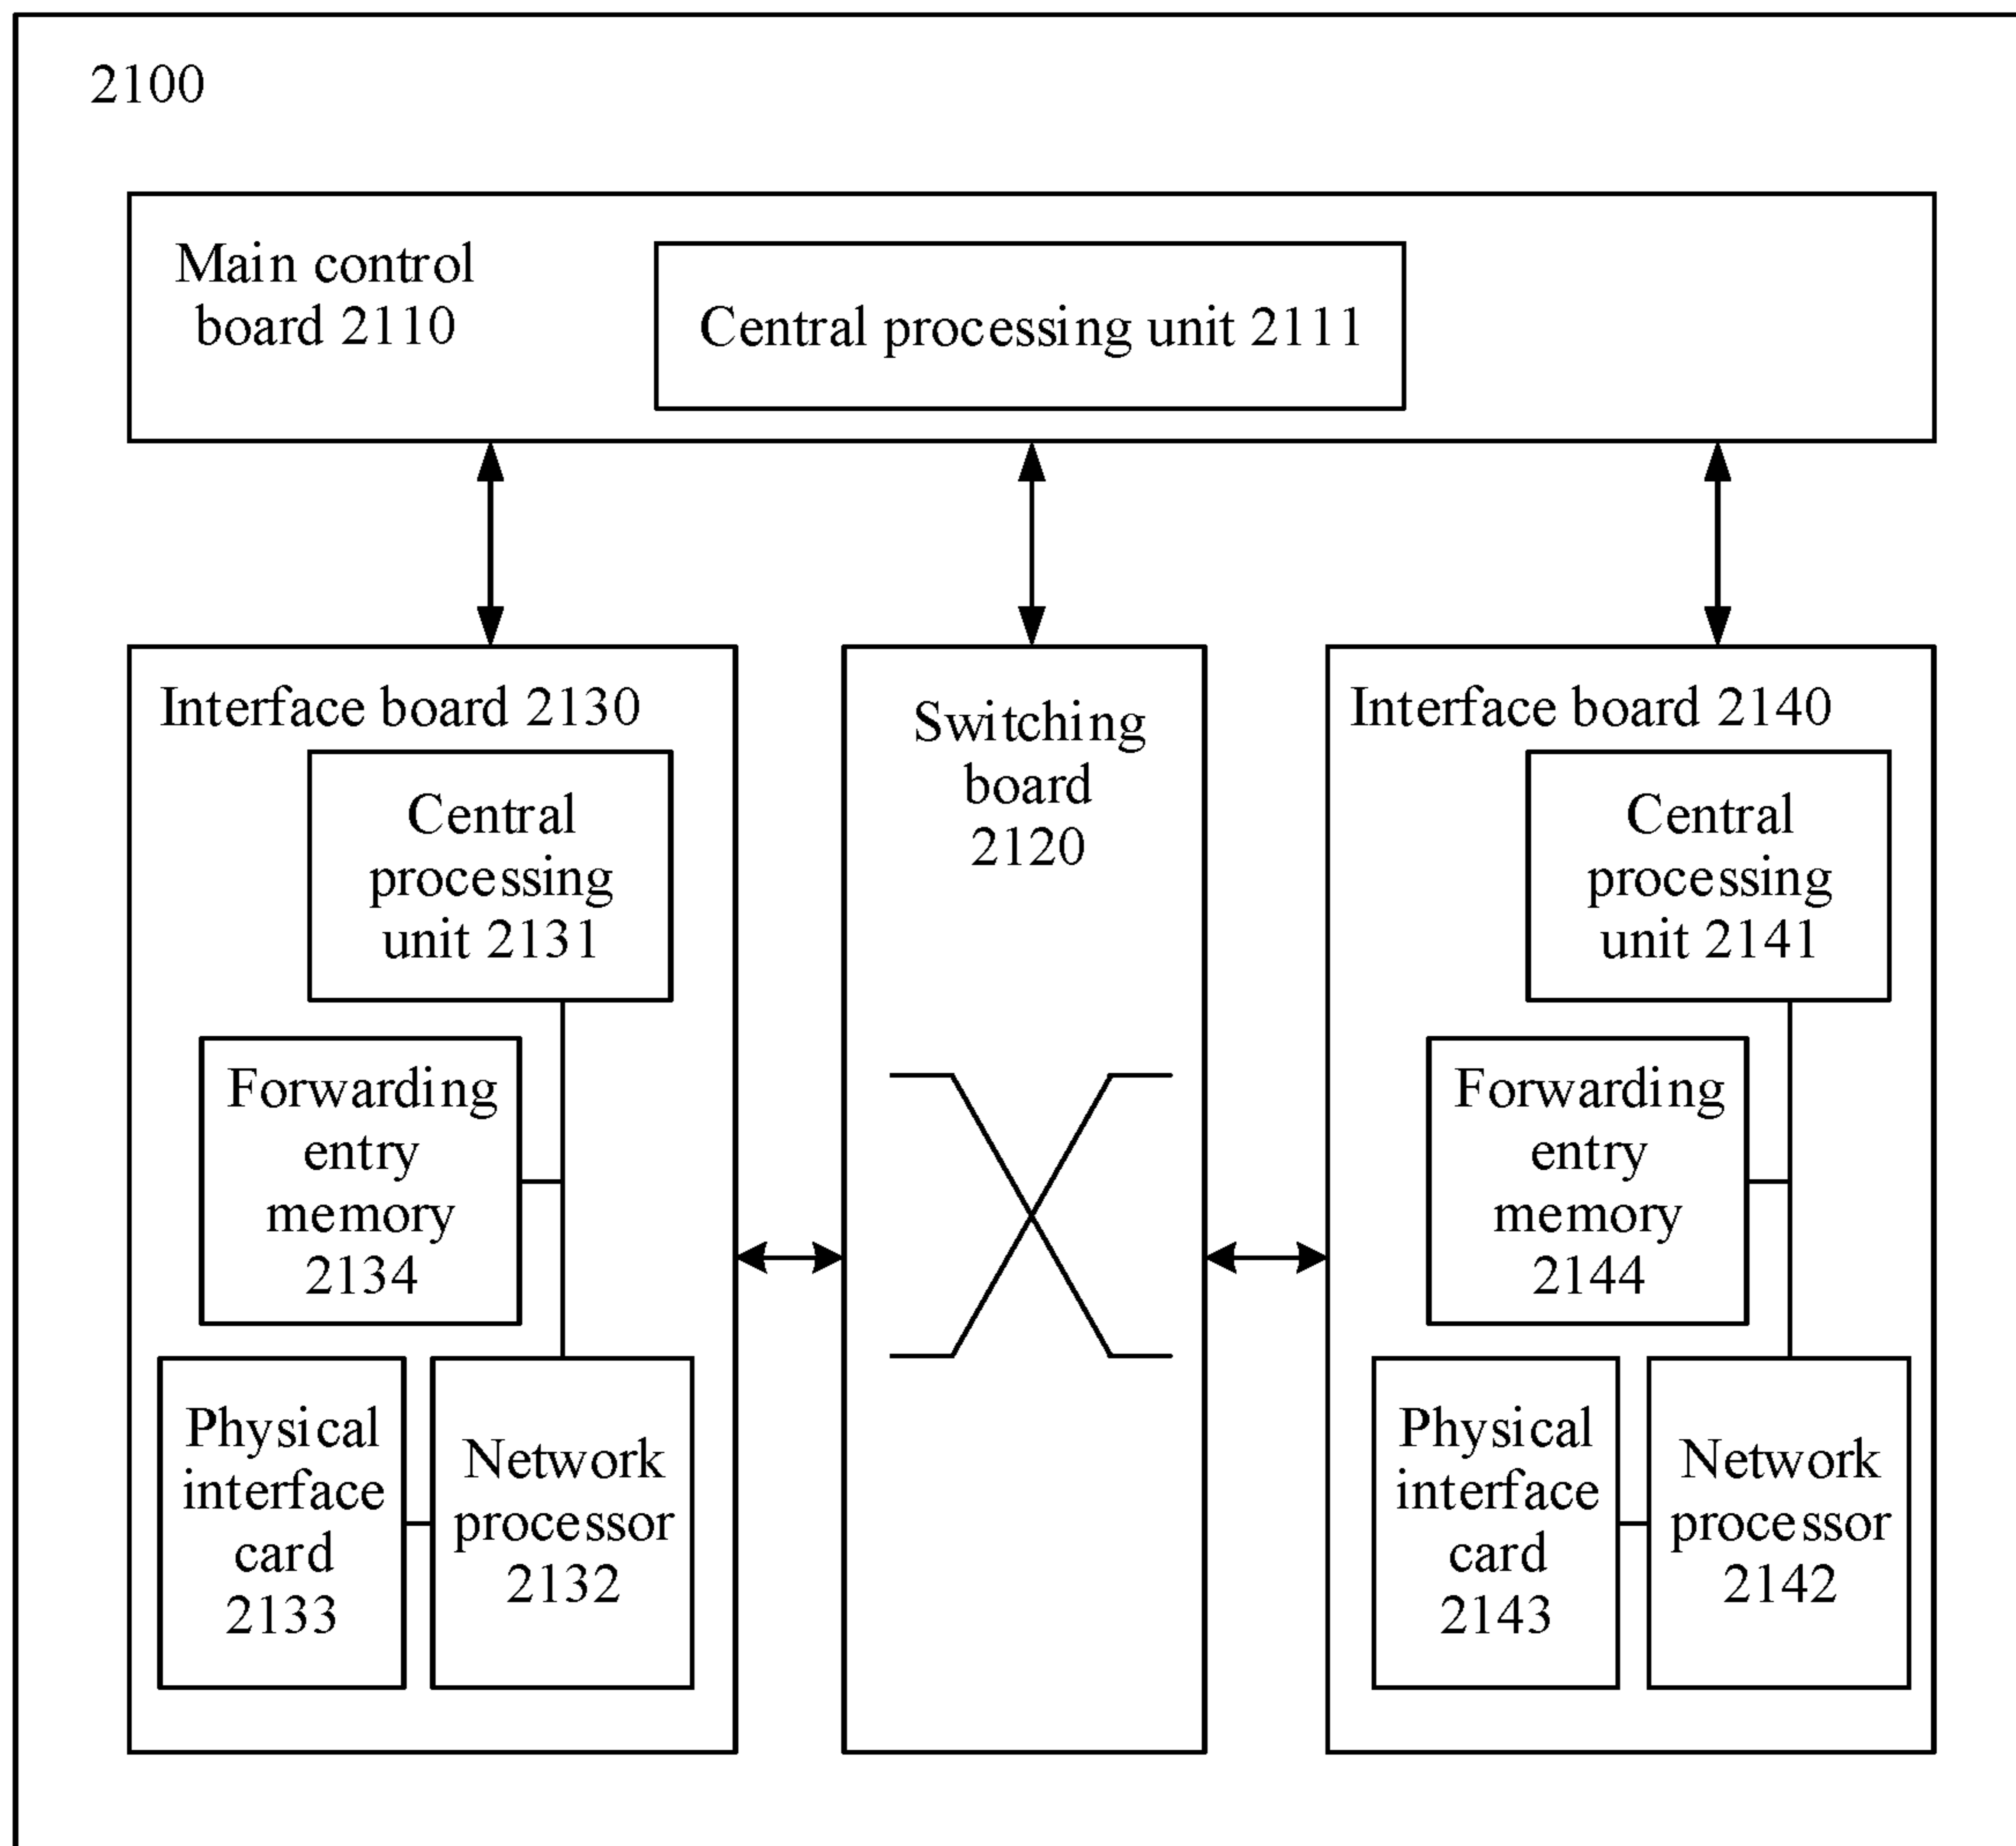 2100
Main control
board 2110
Central processing unit 2111
Interface board 2130
Central
processing
unit 2131
Forwarding
entry
memory
2134
Physical
interface
card
2133
Network
processor
2132
Switching
board
2120
Interface board 2140
Central
processing
unit 2141
Forwarding
entry
memory
2144
Physical
interface
card
2143
Network
processor
2142